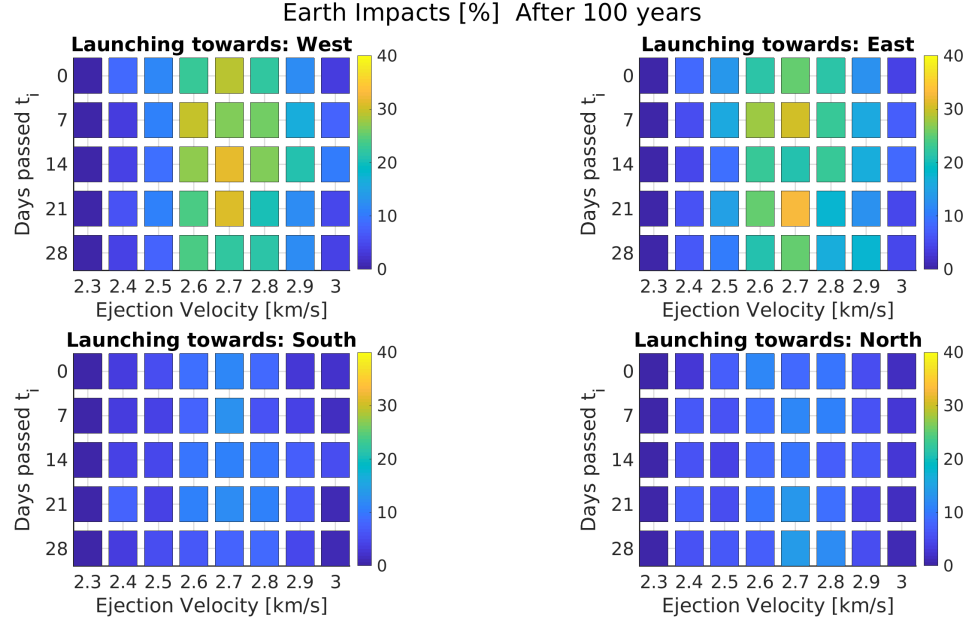 Earth Impacts [%]  After 100 years
Launching towards: West
Days passed t_i
0
7
14
21
28
2.3 2.4 2.5 2.6 2.7 2.8 2.9 3
Ejection Velocity [km/s]
40
30
20
10
0
Launching towards: East
Days passed t_i
0
7
14
21
28
2.3 2.4 2.5 2.6 2.7 2.8 2.9 3
Ejection Velocity [km/s]
40
30
20
10
0
Launching towards: South
Days passed t_i
0
7
14
21
28
2.3 2.4 2.5 2.6 2.7 2.8 2.9 3
Ejection Velocity [km/s]
40
30
20
10
0
Launching towards: North
Days passed t_i
0
7
14
21
28
2.3 2.4 2.5 2.6 2.7 2.8 2.9 3
Ejection Velocity [km/s]
40
30
20
10
0